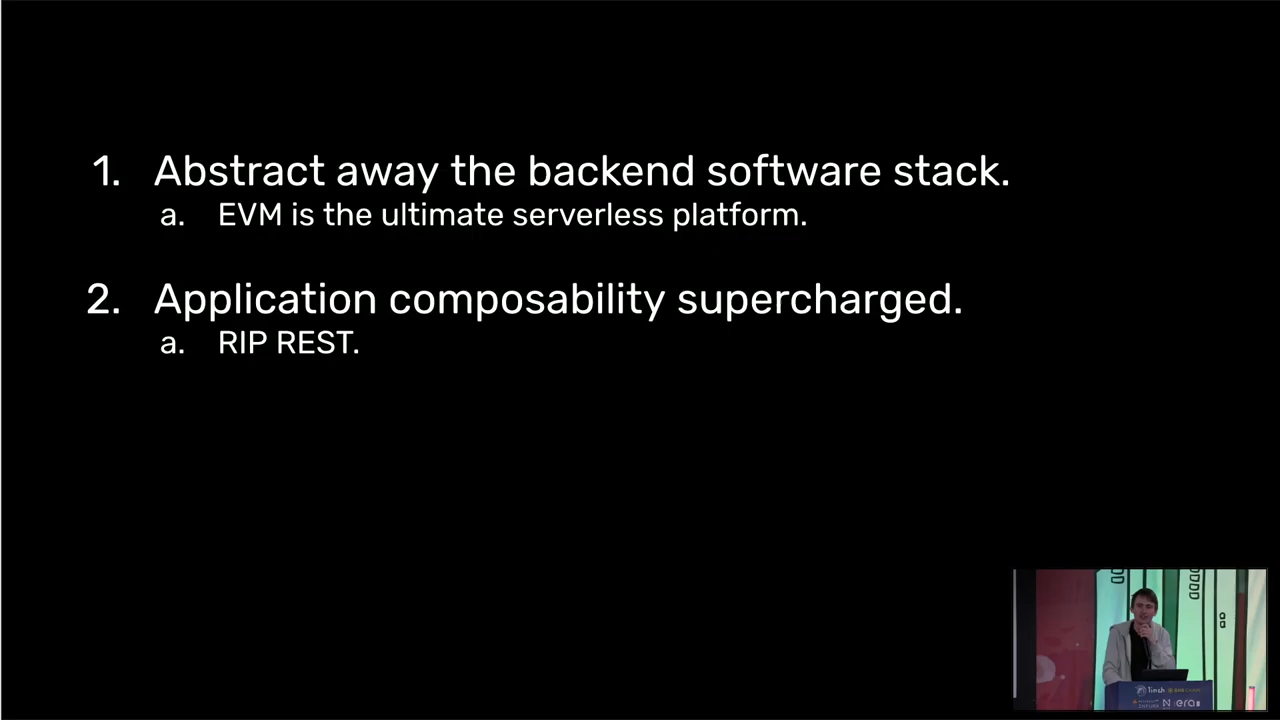 1. Abstract away the backend software stack.
a. EVM is the ultimate serverless platform.
2. Application composability supercharged.
a. RIP REST.
1inch